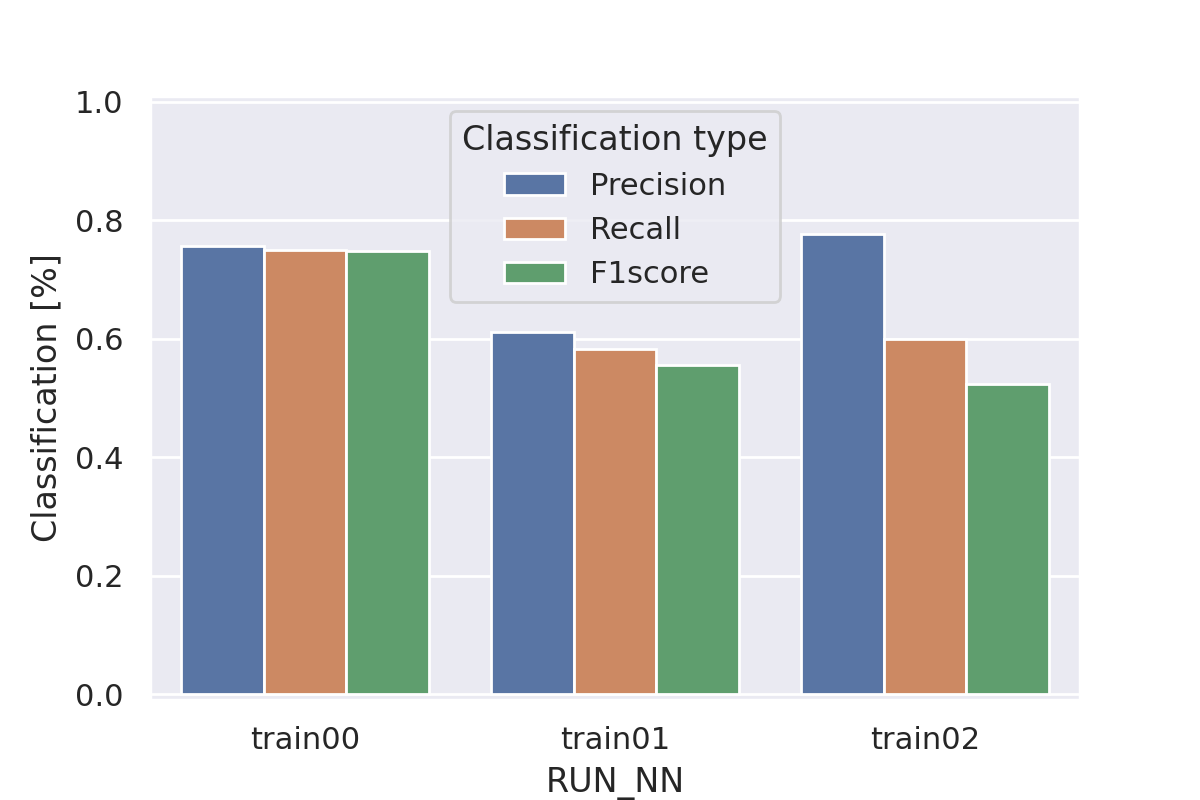 Classification type
Precision
Recall
F1score
Classification [%]
1.0
0.8
0.6
0.4
0.2
0.0
train00 train01 train02
RUN_NN